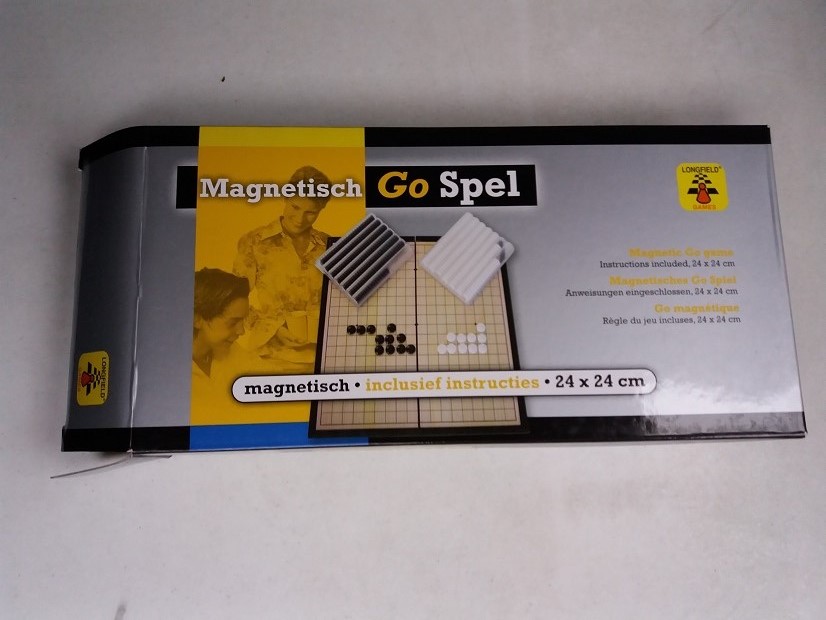 Magnetisch Go Spel
LONGFIELD®
GAMES
Magnetic Go game
Instructions included, 24 x 24 cm
Magnetisches Go Spiel
Anweisungen eingeschlossen, 24 x 24 cm
Go magnétique
Règle du jeu incluses, 24 x 24 cm
magnetisch • inclusief instructies • 24 x 24 cm
LONGFIELD®
GAMES